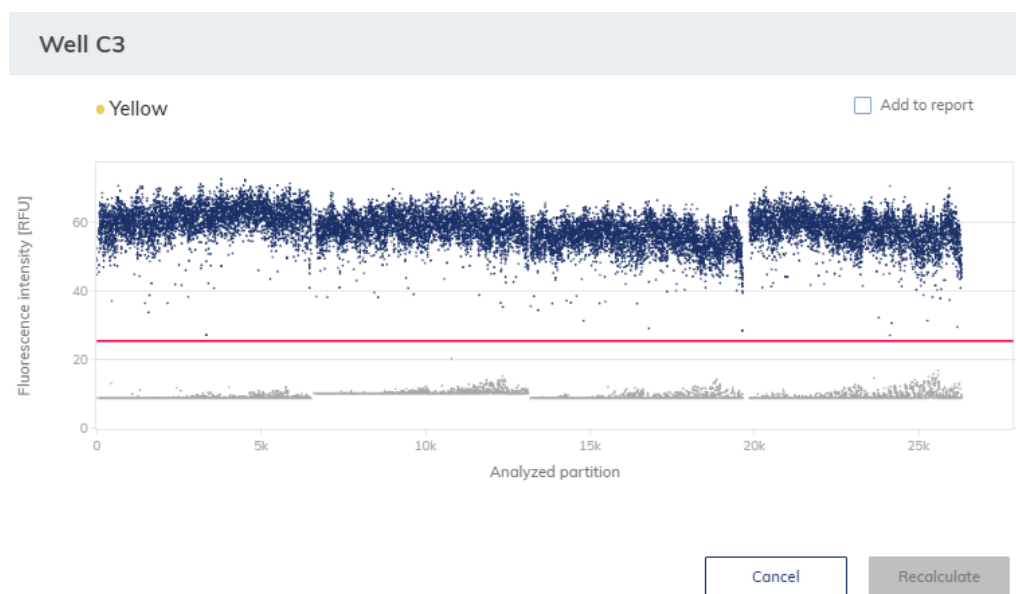 Well C3
Yellow
Add to report
Fluorescence intensity [RFU]
60
40
20
0
0 5k 10k 15k 20k 25k
Analyzed partition
Cancel
Recalculate